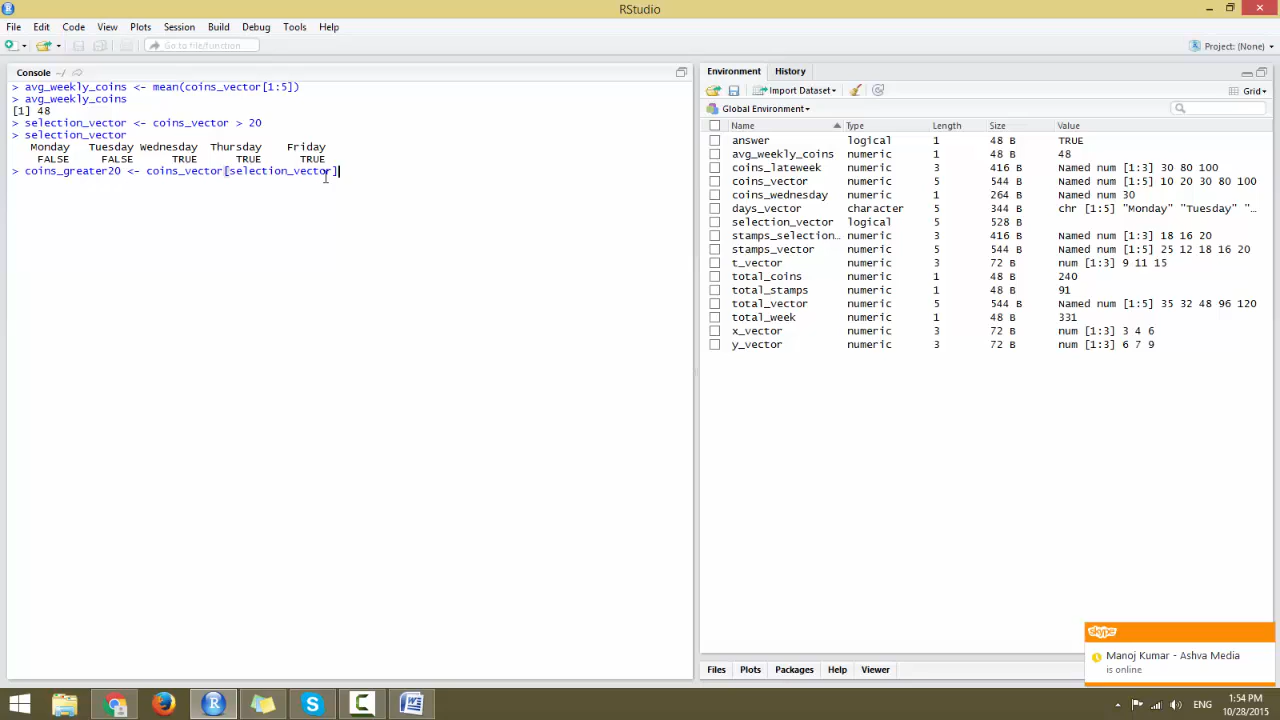 RStudio
File Edit Code View Plots Session Build Debug Tools Help
Go to file/function Project: (None)
Console ~/
> avg_weekly_coins <- mean(coins_vector[1:5])
> avg_weekly_coins
[1] 48
> selection_vector <- coins_vector > 20
> selection_vector
Monday Tuesday Wednesday Thursday Friday
FALSE FALSE TRUE TRUE TRUE
> coins_greater20 <- coins_vector[selection_vector]
Environment History
Import Dataset Grid
Global Environment
Name Type Length Size Value
answer logical 1 48 B TRUE
avg_weekly_coins numeric 1 48 B 48
coins_lateweek numeric 3 416 B Named num [1:3] 30 80 100
coins_vector numeric 5 544 B Named num [1:5] 10 20 30 80 100
coins_wednesday numeric 1 264 B Named num 30
days_vector character 5 344 B chr [1:5] "Monday" "Tuesday" "...
selection_vector logical 5 528 B
stamps_selection… numeric 3 416 B Named num [1:3] 18 16 20
stamps_vector numeric 5 544 B Named num [1:5] 25 12 18 16 20
t_vector numeric 3 72 B num [1:3] 9 11 15
total_coins numeric 1 48 B 240
total_stamps numeric 1 48 B 91
total_vector numeric 5 544 B Named num [1:5] 35 32 48 96 120
total_week numeric 1 48 B 331
x_vector numeric 3 72 B num [1:3] 3 4 6
y_vector numeric 3 72 B num [1:3] 6 7 9
Files Plots Packages Help Viewer
skype
Manoj Kumar - Ashva Media
is online
ENG
1:54 PM
10/28/2015